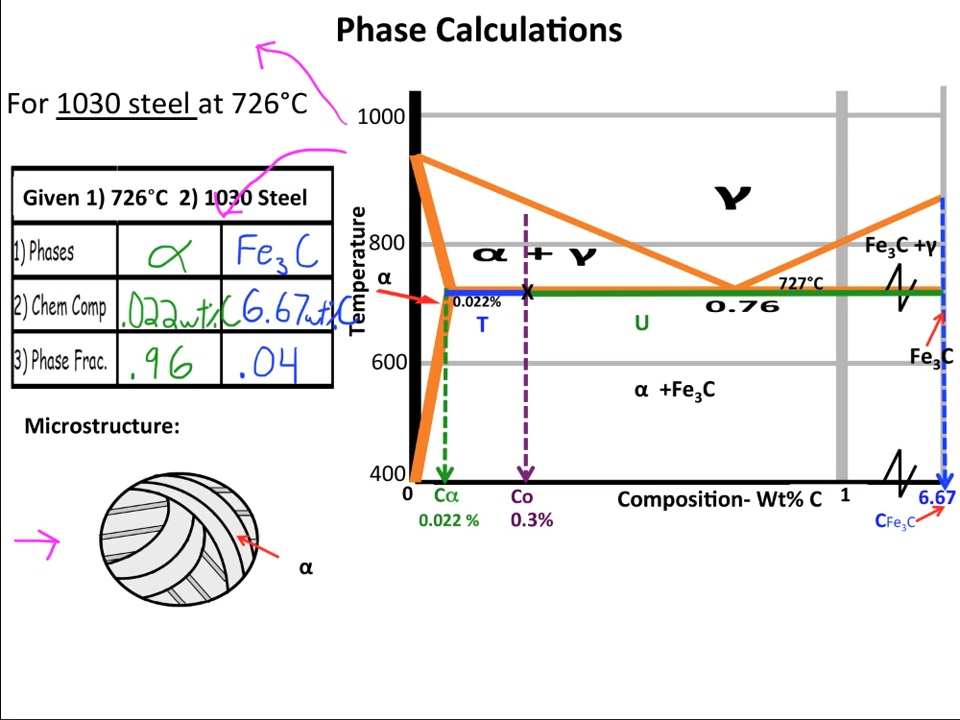 Phase Calculations
For 1030 steel at 726°C
Given 1) 726°C 2) 1030 Steel
1) Phases α Fe₃C
2) Chem Comp .022wt%C 6.67wt%C
3) Phase Frac. .96 .04
Microstructure:
α
Temperature
1000
800
600
400
γ
α + γ
Fe₃C +γ
α
0.022%
X
727°C
0.76
T
U
Fe₃C
α +Fe₃C
0
Cα
Co
Composition- Wt% C
1
6.67
0.022 %
0.3%
CFe₃C